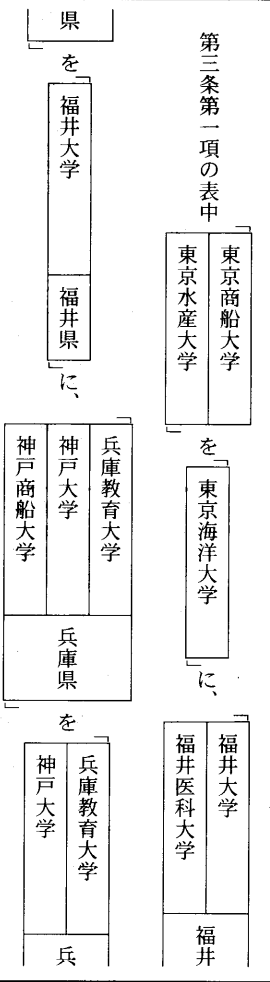 第三条第一項の表中
「東京商船大学
東京水産大学」
を
「東京海洋大学」
に、
「福井大学
福井医科大学
福井
県」
を
「福井大学
福井県」
に、
「兵庫教育大学
神戸大学
神戸商船大学
兵庫県」
を
「兵庫教育大学
神戸大学
兵